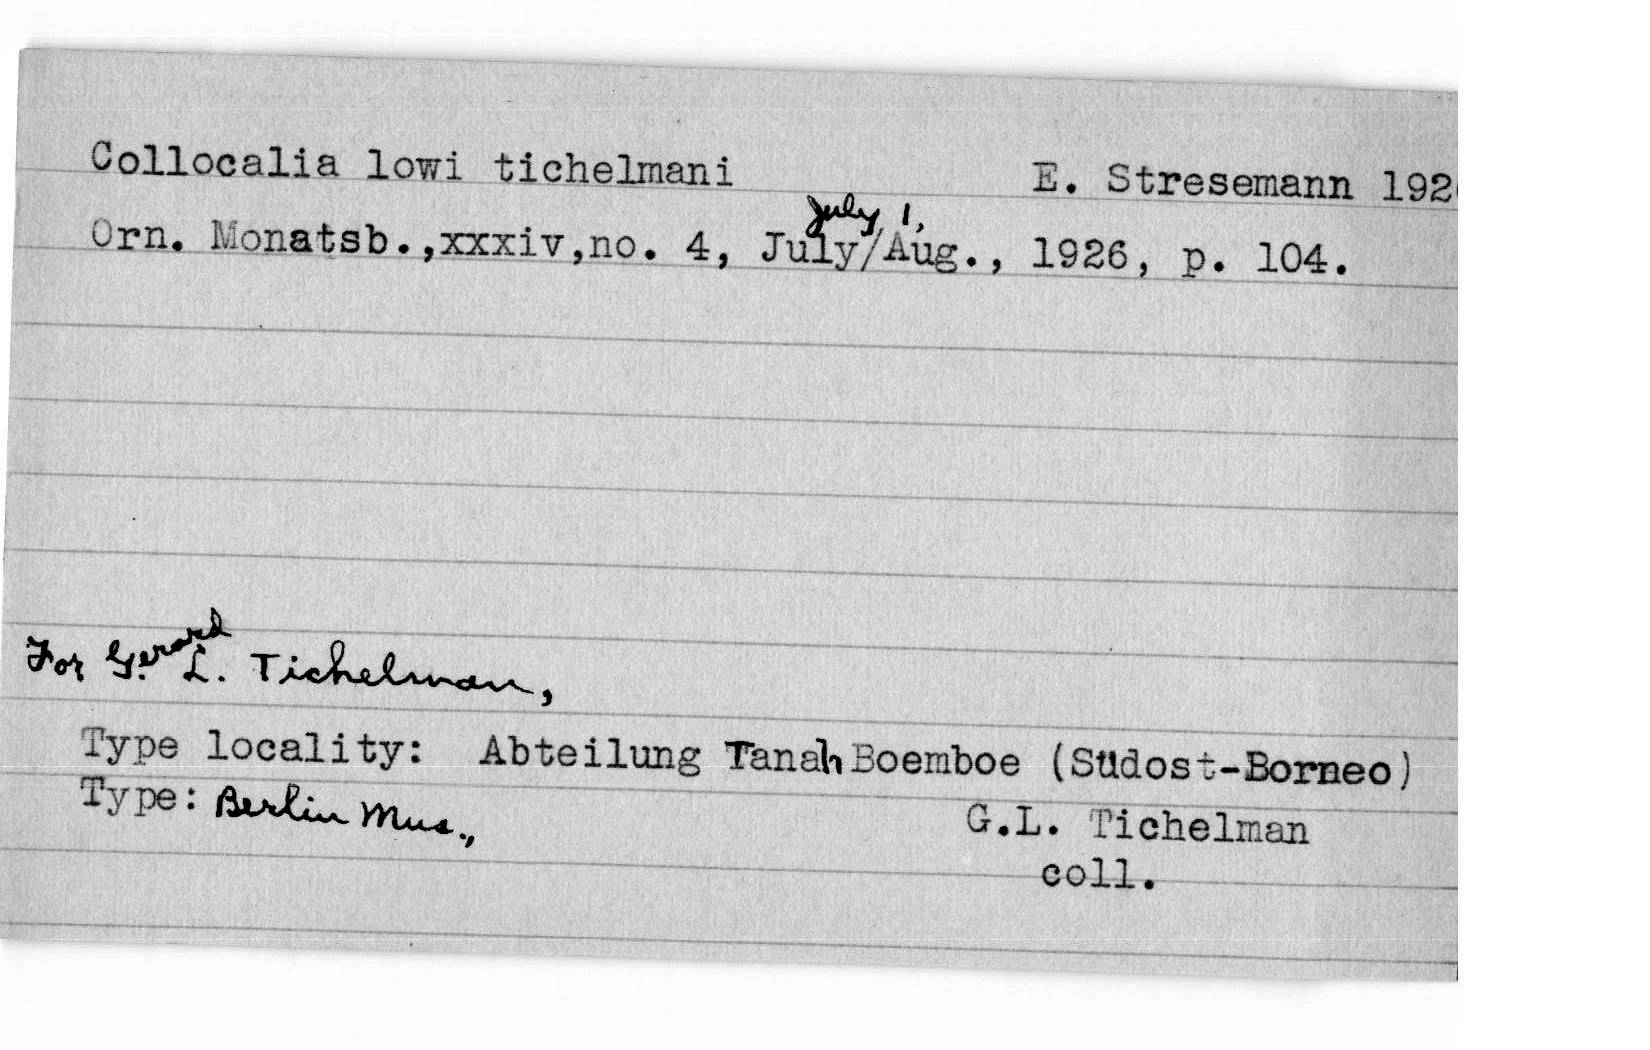 Collocalia lowi tichelmani E. Stresemann 192
July 1,
Orn. Monatsb.,xxxiv,no. 4, July/Aug., 1926, p. 104.
For G. Gerard L. Tichelman,
Type locality: Abteilung Tanah Boemboe (Südost-Borneo)
Type: Berlin Mus.,
G.L. Tichelman
coll.